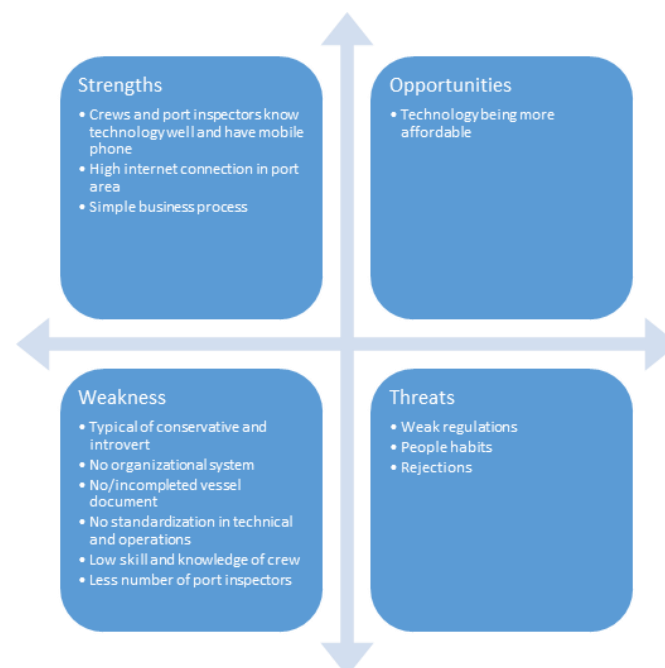 Strengths
• Crews and port inspectors know
technology well and have mobile
phone
• High internet connection in port
area
• Simple business process
Opportunities
• Technology being more
affordable
Weakness
• Typical of conservative and
introvert
• No organizational system
• No/incompleted vessel
document
• No standardization in technical
and operations
• Low skill and knowledge of crew
• Less number of port inspectors
Threats
• Weak regulations
• People habits
• Rejections